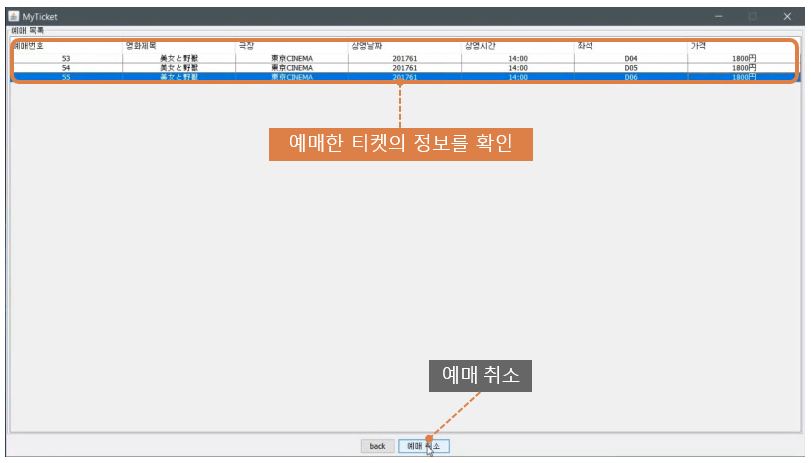 MyTicket
예매 목록
예매번호 영화제목 극장 상영날짜 상영시간 좌석 가격
53 美女と野獣 東京CINEMA 201761 14:00 D04 1800円
54 美女と野獣 東京CINEMA 201761 14:00 D05 1800円
55 美女と野獣 東京CINEMA 201761 14:00 D06 1800円
예매한 티켓의 정보를 확인
예매 취소
back 예매 취소